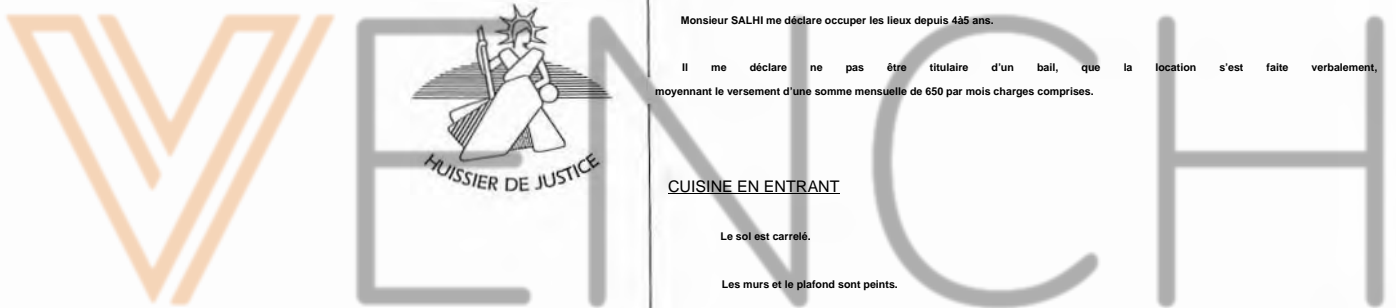 VENCH
HUISSIER DE JUSTICE
Monsieur SALHI me déclare occuper les lieux depuis 4à5 ans.
Il me déclare ne pas être titulaire d'un bail, que la location s'est faite verbalement,
moyennant le versement d'une somme mensuelle de 650 par mois charges comprises.
CUISINE EN ENTRANT
Le sol est carrelé.
Les murs et le plafond sont peints.